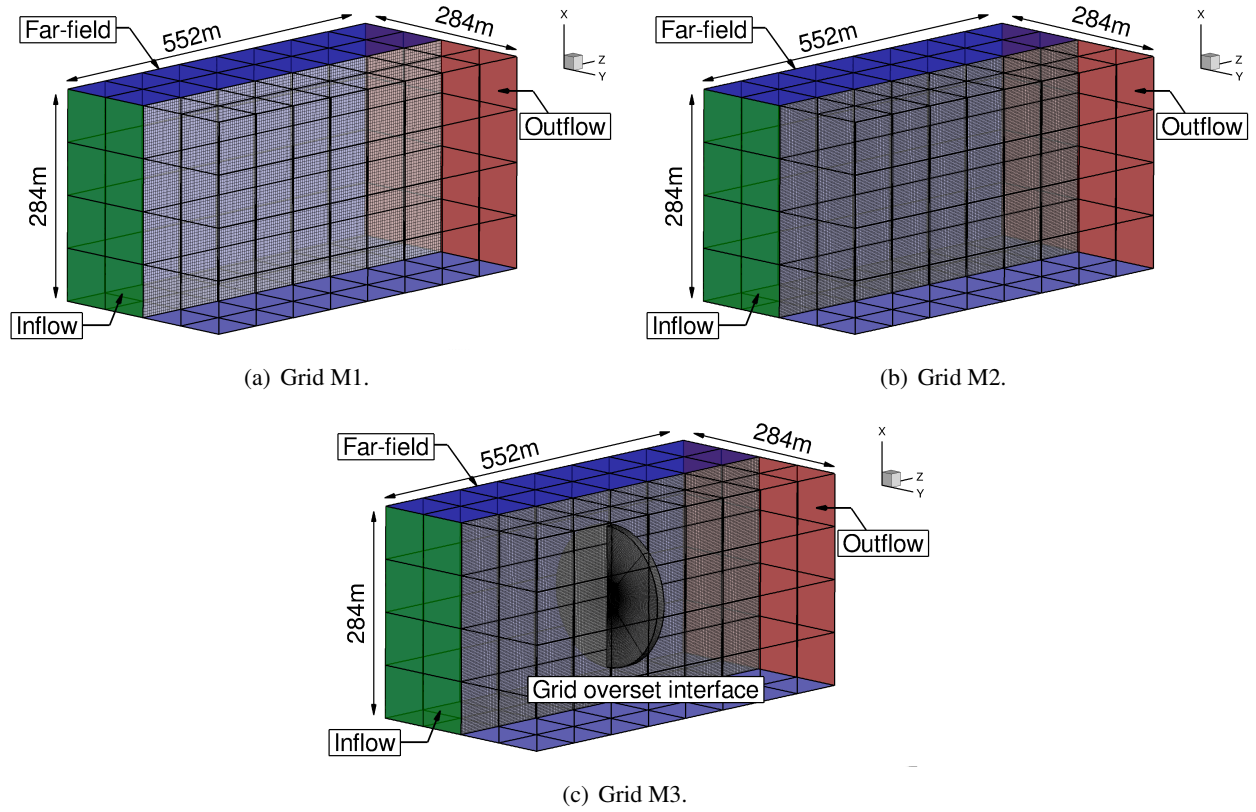 Far-field
552m
284m
X
Z
Y
284m
Outflow
Inflow
(a) Grid M1.
Far-field
552m
284m
X
Z
Y
284m
Outflow
Inflow
(b) Grid M2.
Far-field
552m
284m
X
Z
Y
284m
Outflow
Grid overset interface
Inflow
(c) Grid M3.